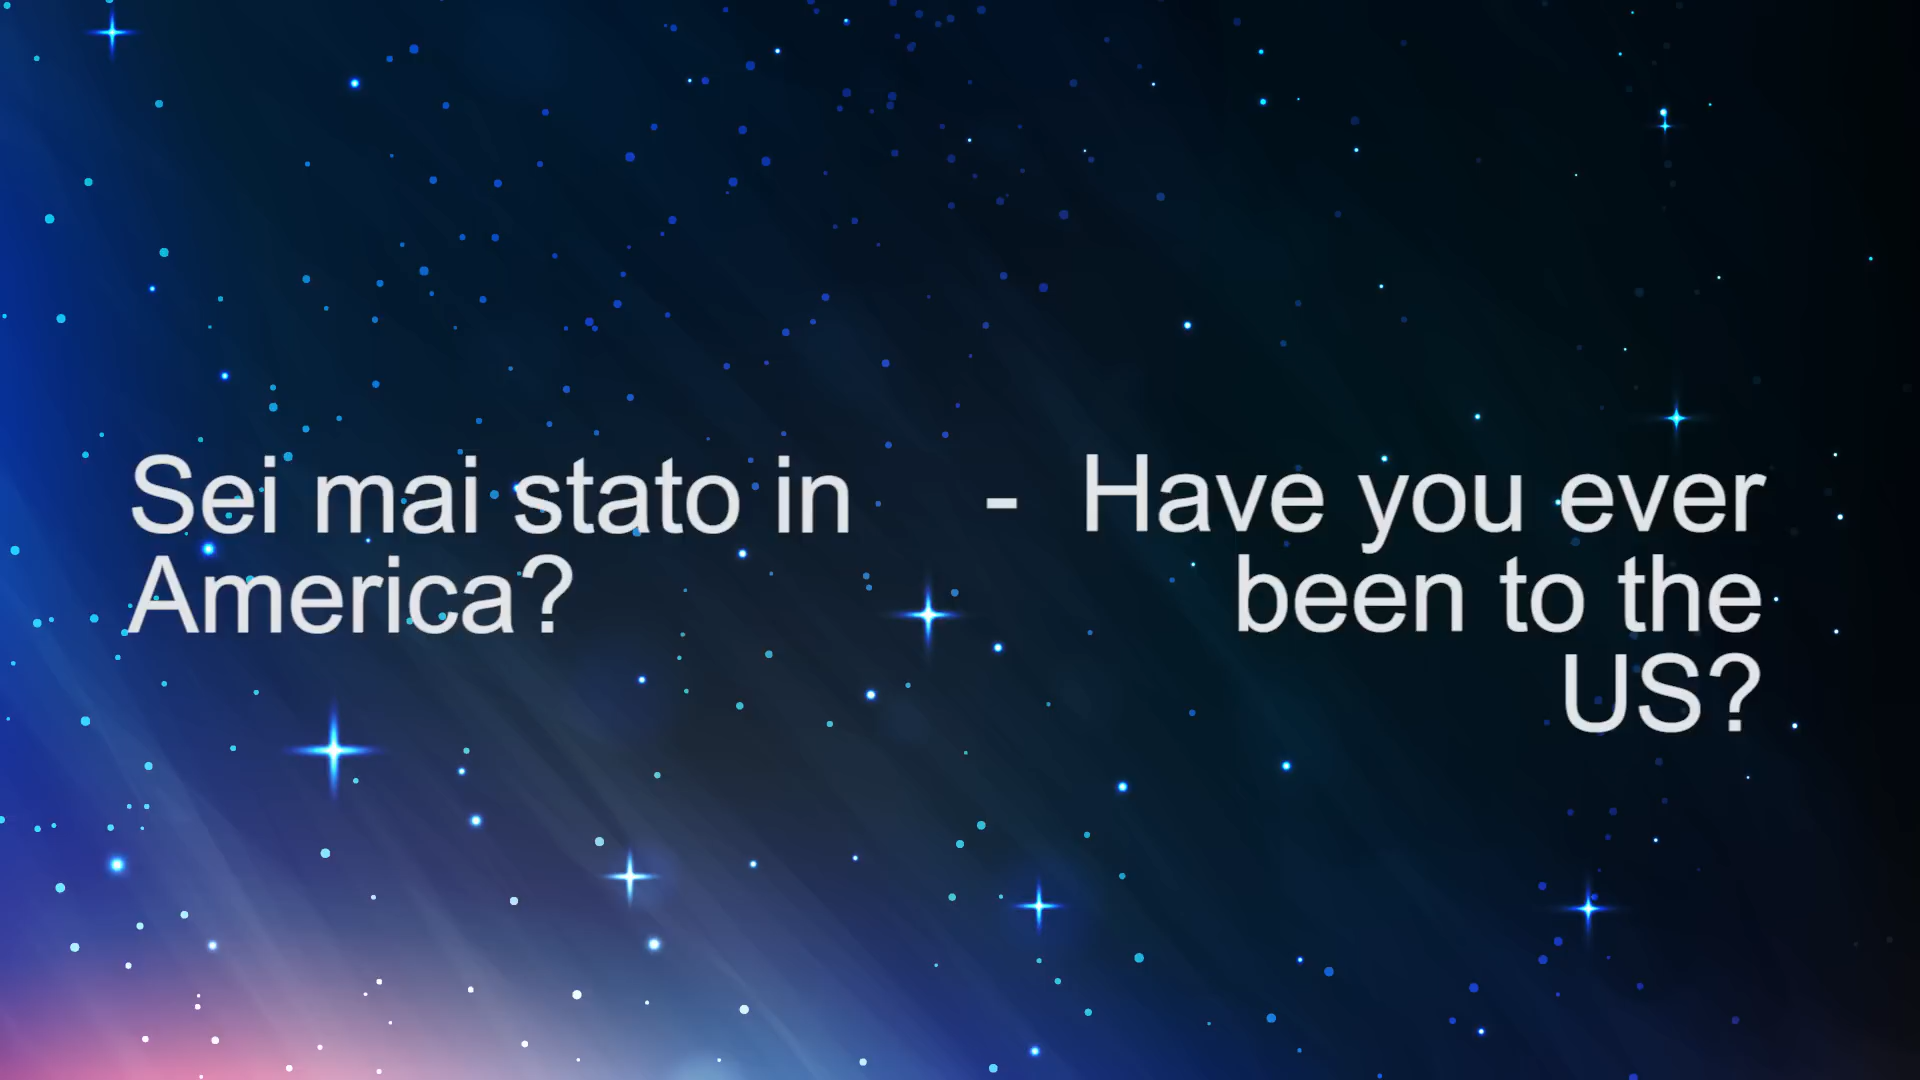 Sei mai stato in
America?
-
Have you ever
been to the
US?